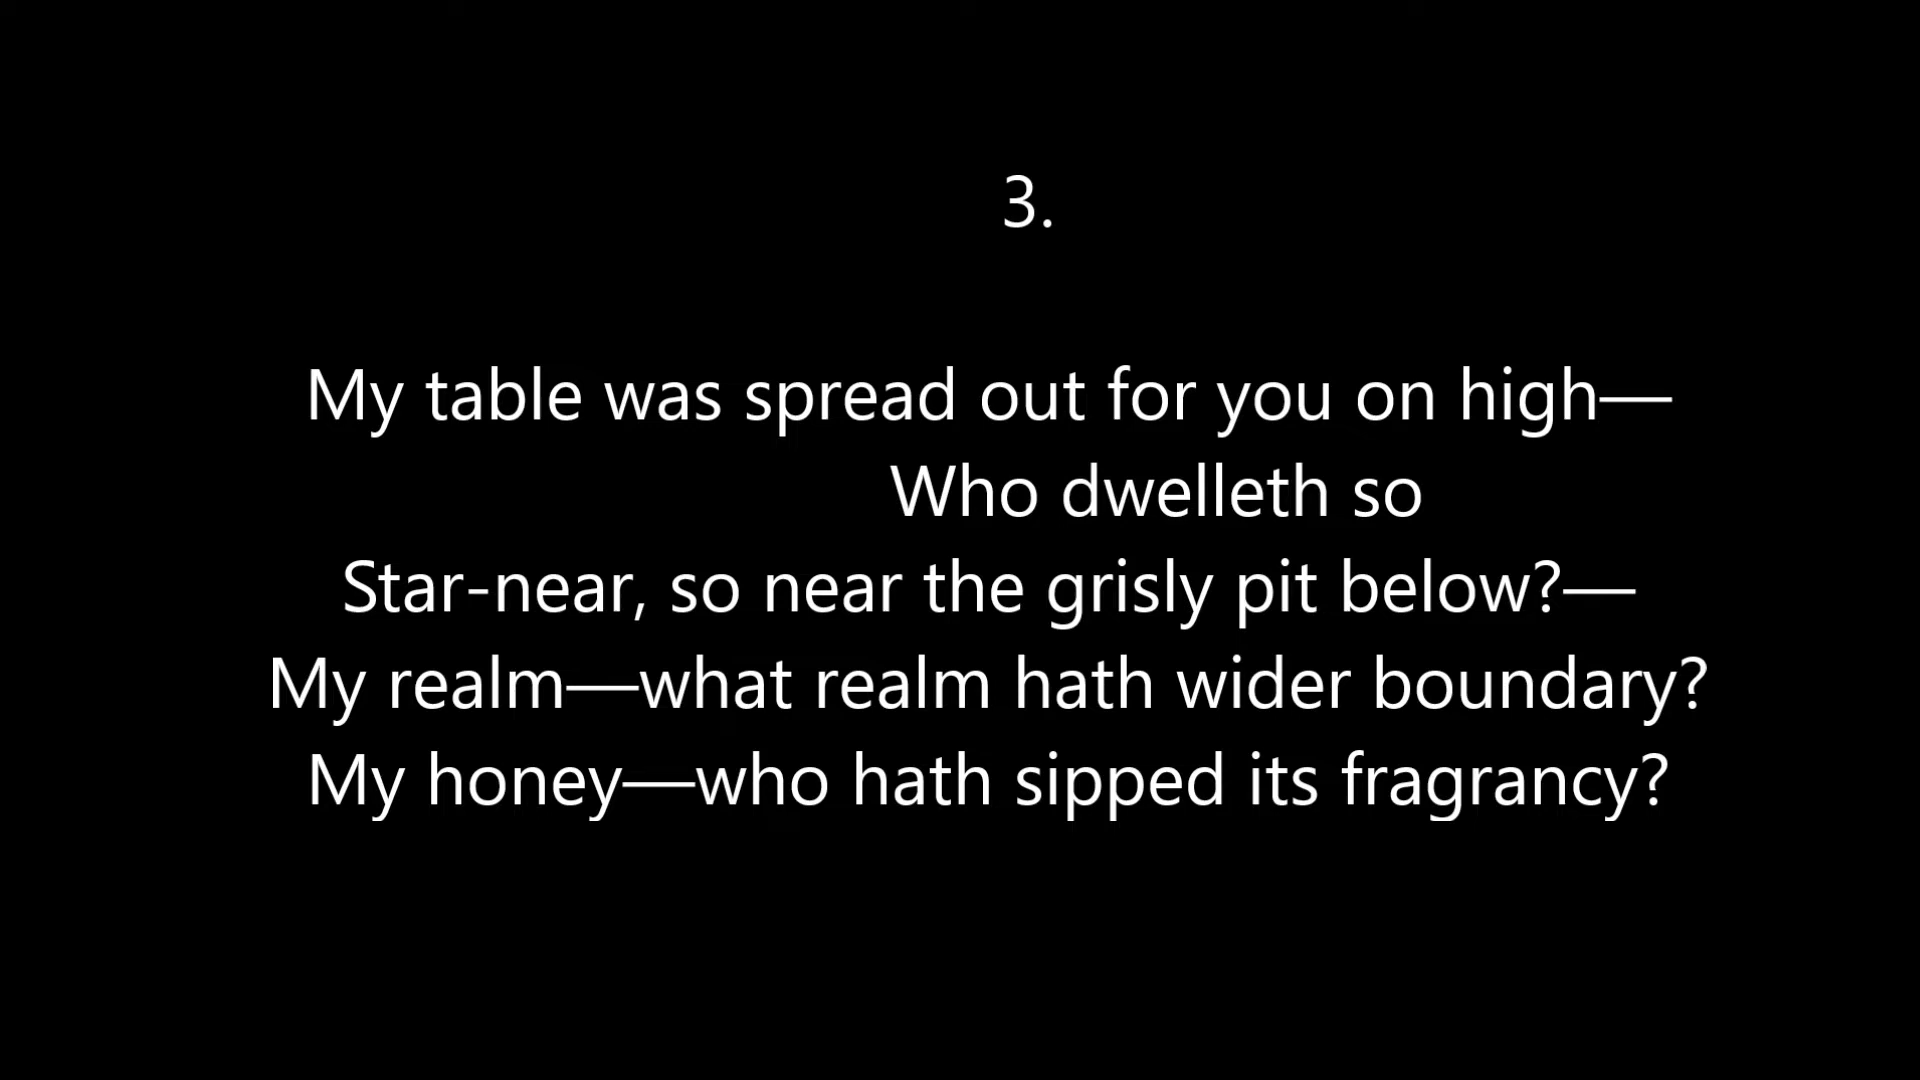 3.
My table was spread out for you on high—
Who dwelleth so
Star-near, so near the grisly pit below?—
My realm—what realm hath wider boundary?
My honey—who hath sipped its fragrancy?